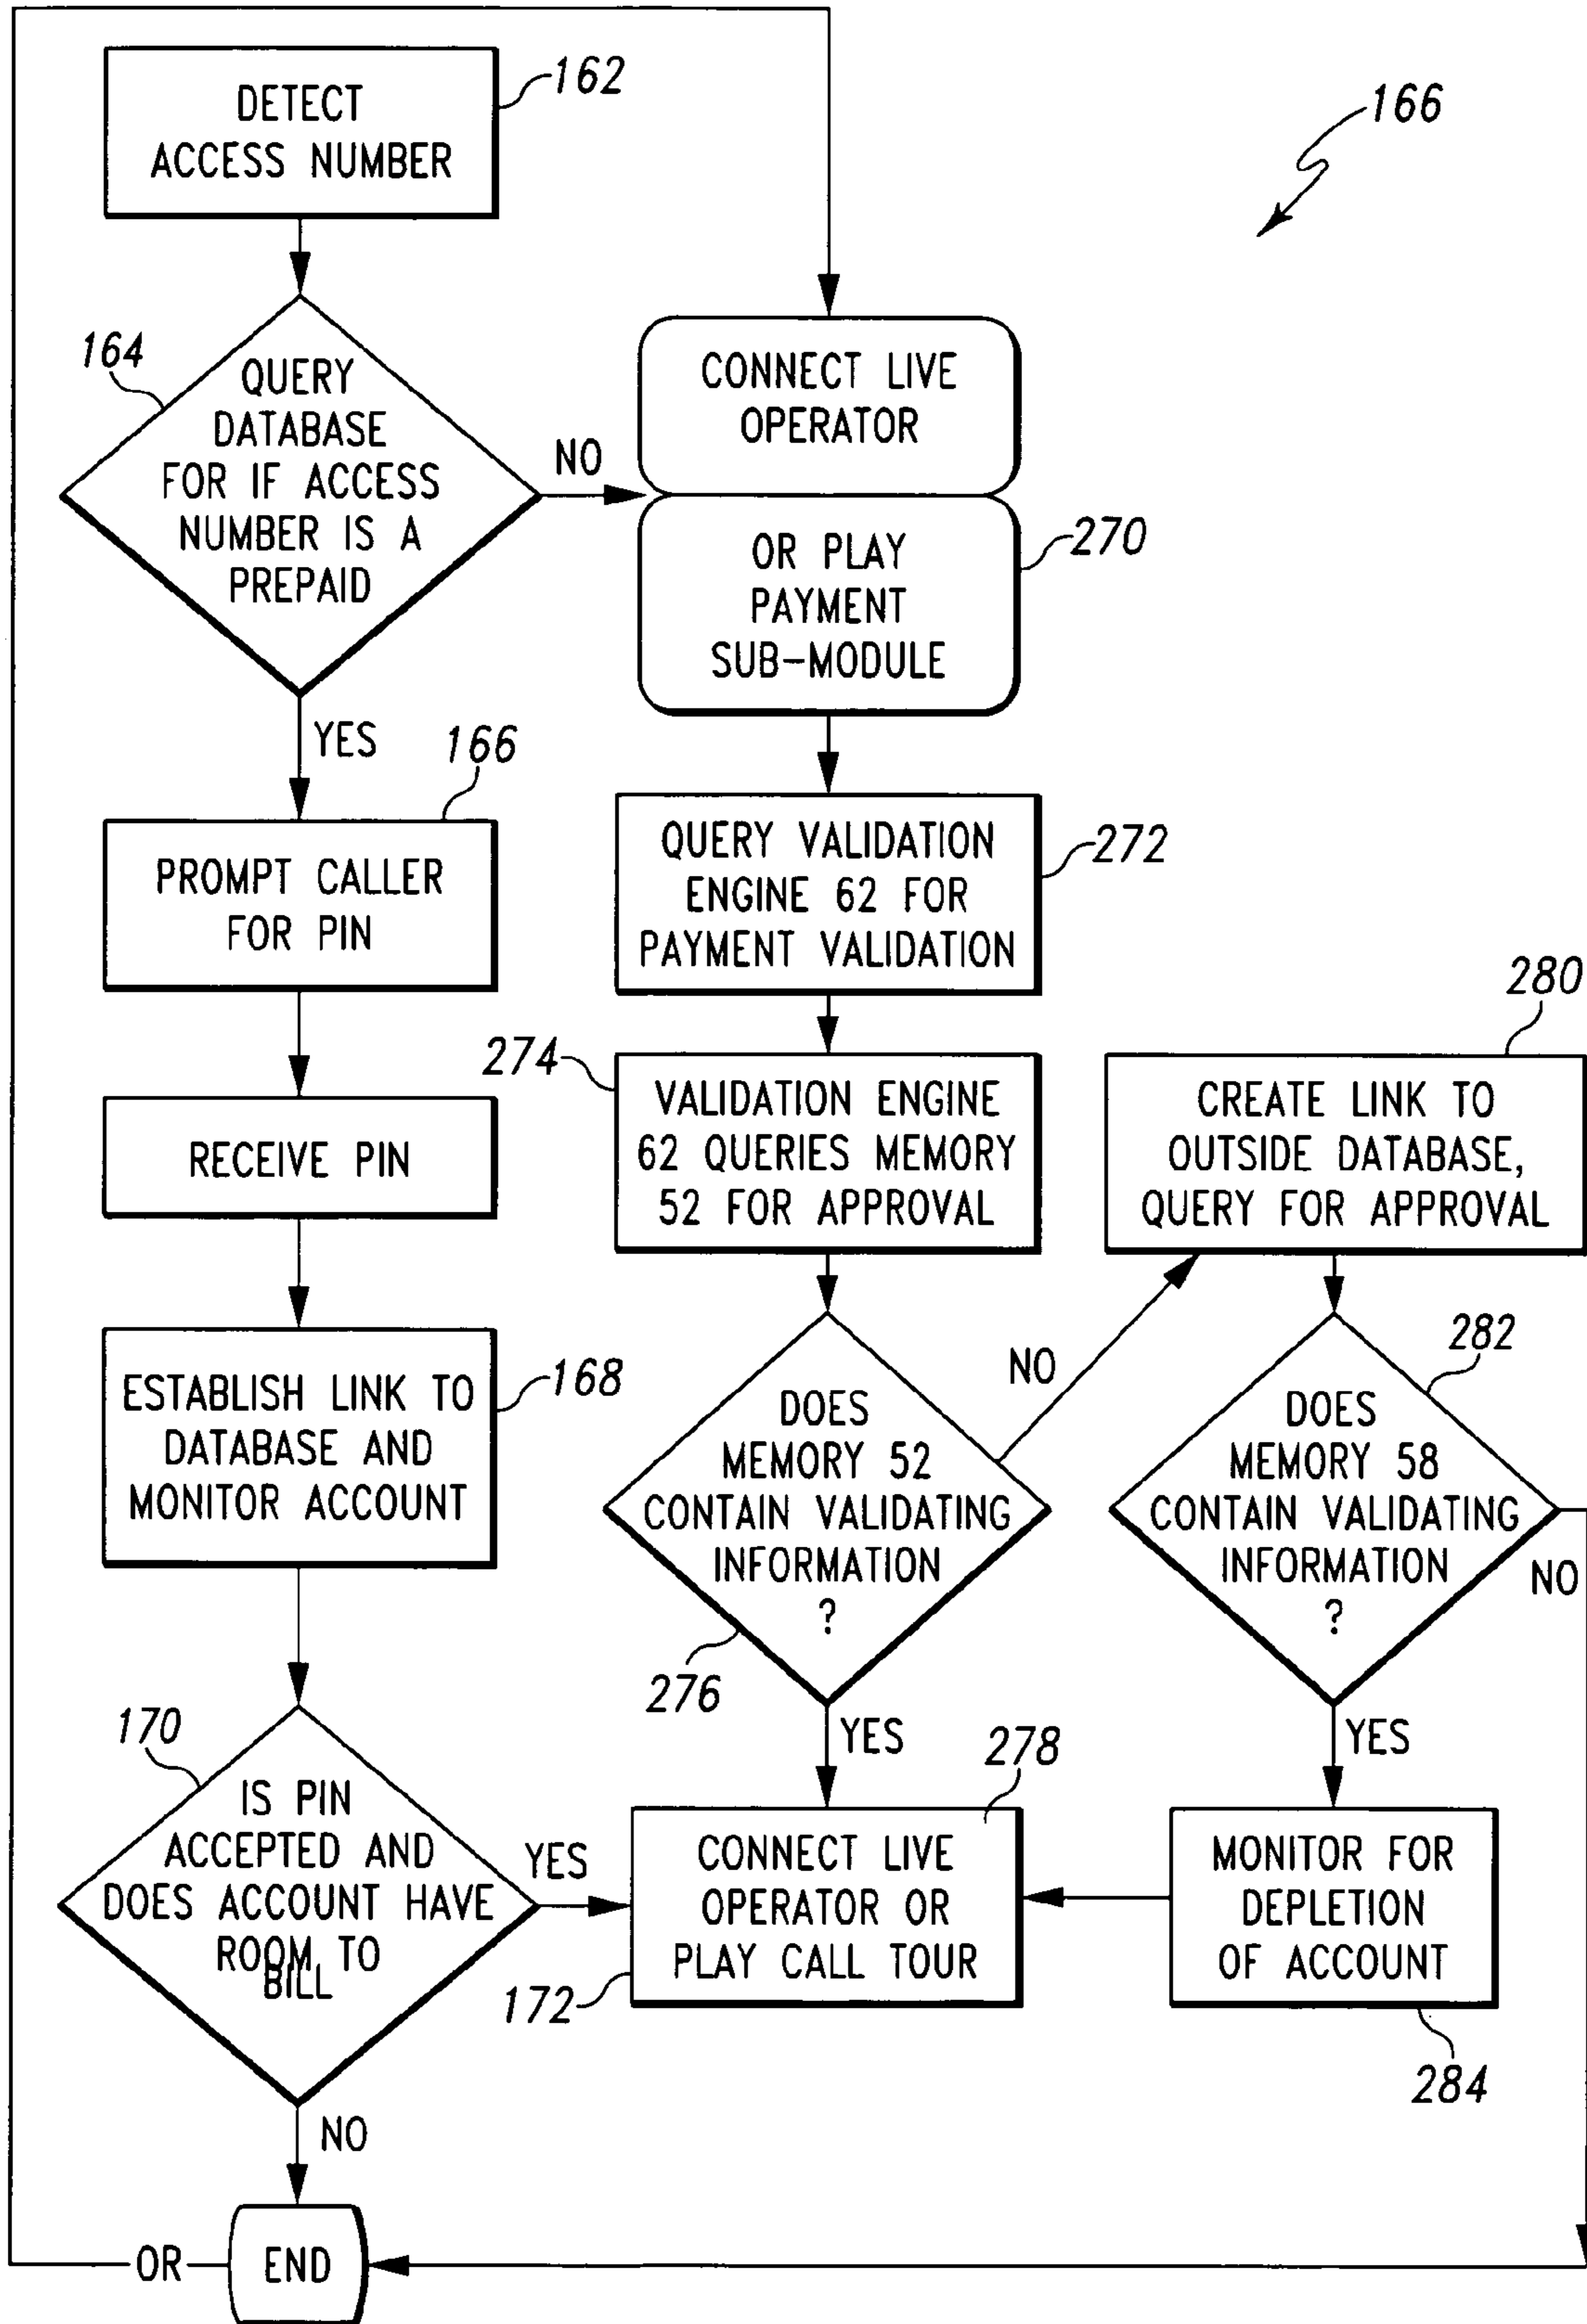 DETECT
ACCESS NUMBER
162
166
164
QUERY
DATABASE
FOR IF ACCESS
NUMBER IS A
PREPAID
NO
YES
CONNECT LIVE
OPERATOR
OR PLAY
PAYMENT
SUB-MODULE
270
166
PROMPT CALLER
FOR PIN
QUERY VALIDATION
ENGINE 62 FOR
PAYMENT VALIDATION
272
RECEIVE PIN
274
VALIDATION ENGINE
62 QUERIES MEMORY
52 FOR APPROVAL
280
CREATE LINK TO
OUTSIDE DATABASE,
QUERY FOR APPROVAL
ESTABLISH LINK TO
DATABASE AND
MONITOR ACCOUNT
168
DOES
MEMORY 52
CONTAIN VALIDATING
INFORMATION
?
NO
276
YES
282
DOES
MEMORY 58
CONTAIN VALIDATING
INFORMATION
?
NO
YES
170
IS PIN
ACCEPTED AND
DOES ACCOUNT HAVE
ROOM TO
BILL
YES
NO
278
CONNECT LIVE
OPERATOR OR
PLAY CALL TOUR
172
MONITOR FOR
DEPLETION
OF ACCOUNT
284
OR
END